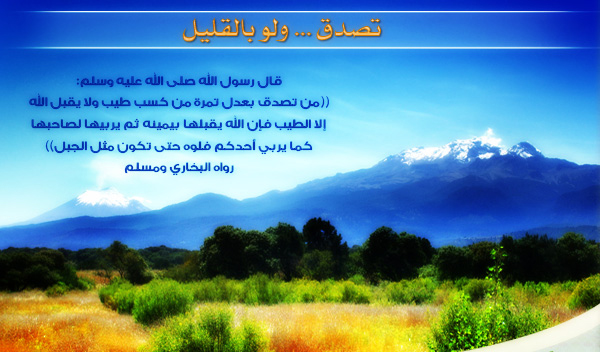 تصدق ... ولو بالقليل
قال رسول الله صلى الله عليه وسلم:
((من تصدق بعدل تمرة من كسب طيب ولا يقبل الله
إلا الطيب فإن الله يقبلها بيمينه ثم يربيها لصاحبها
كما يربي أحدكم فلوه حتى تكون مثل الجبل))
رواه البخاري ومسلم